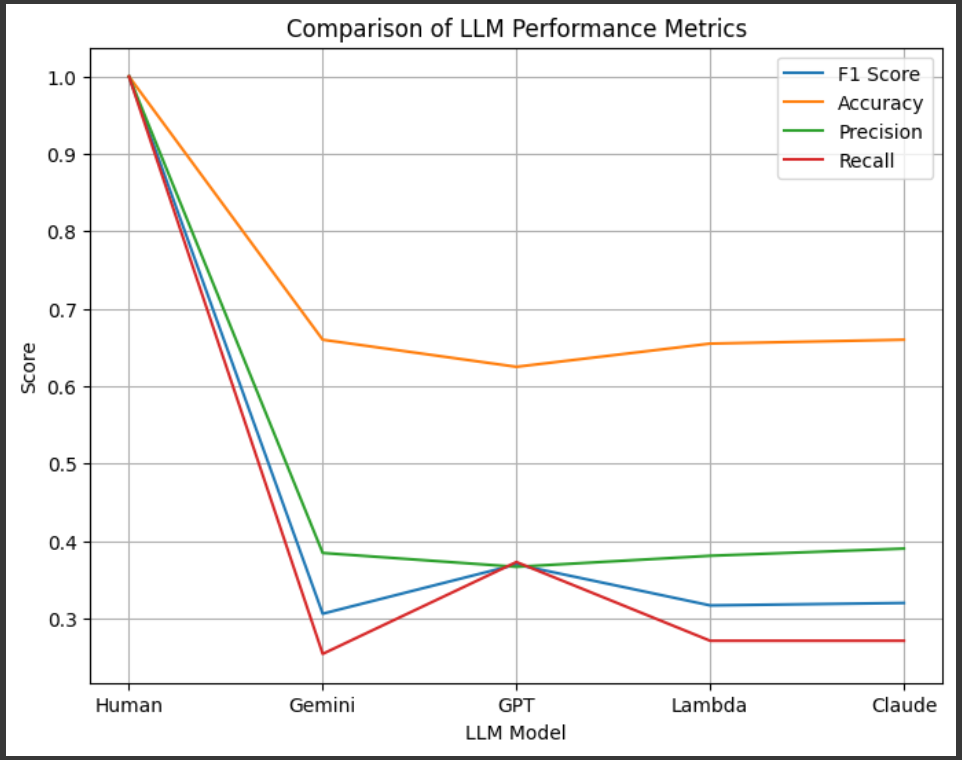 Comparison of LLM Performance Metrics
F1 Score
Accuracy
Precision
Recall
1.0
0.9
0.8
0.7
0.6
0.5
0.4
0.3
Score
Human Gemini GPT Lambda Claude
LLM Model